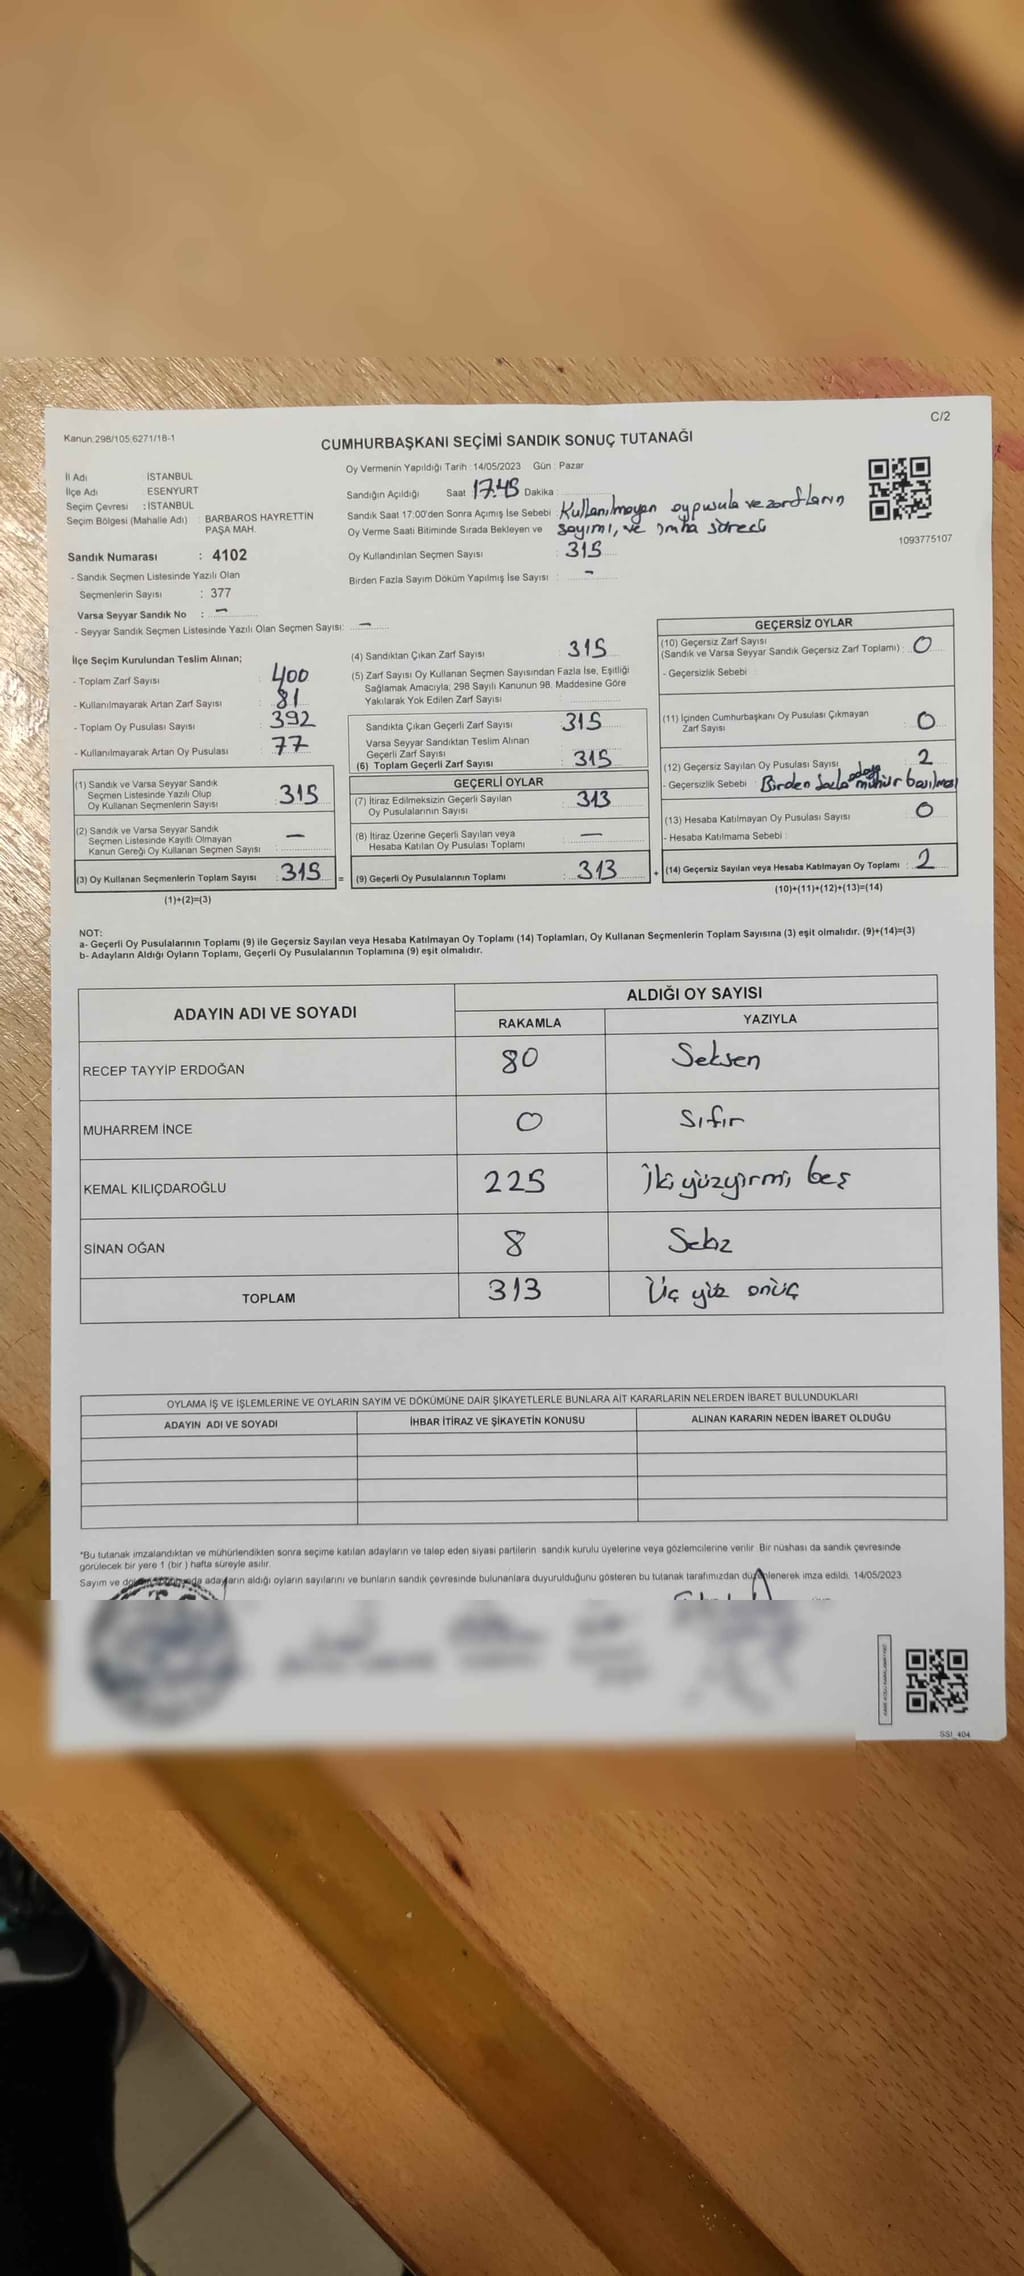 C/2
Kanun:298/105;6271/18-1
CUMHURBAŞKANI SEÇİMİ SANDIK SONUÇ TUTANAĞI
İl Adı İSTANBUL
İlçe Adı ESENYURT
Seçim Çevresi : İSTANBUL
Seçim Bölgesi (Mahalle Adı) : BARBAROS HAYRETTİN
PAŞA MAH
Sandık Numarası : 4102
- Sandık Seçmen Listesinde Yazılı Olan
Seçmenlerin Sayısı : 377
Varsa Seyyar Sandık No : -
- Seyyar Sandık Seçmen Listesinde Yazılı Olan Seçmen Sayısı: -
Oy Vermenin Yapıldığı Tarih : 14/05/2023 Gün : Pazar
Sandığın Açıldığı Saat 17.45 Dakika
Sandık Saat 17:00'den Sonra Açımış İse Sebebi : Kullanılmayan oypusula ve zarfların
Oy Verme Saati Bitiminde Sırada Bekleyen ve sayımı, ve imha süreci
Oy Kullandırılan Seçmen Sayısı : 315
Birden Fazla Sayım Döküm Yapılmış İse Sayısı : -
1093775107
İlçe Seçim Kurulundan Teslim Alınan;
- Toplam Zarf Sayısı : 400
- Kullanılmayarak Artan Zarf Sayısı : 81
- Toplam Oy Pusulası Sayısı : 392
- Kullanılmayarak Artan Oy Pusulası : 77
(1) Sandık ve Varsa Seyyar Sandık
Seçmen Listesinde Yazılı Olup
Oy Kullanan Seçmenlerin Sayısı : 315
(2) Sandık ve Varsa Seyyar Sandık
Seçmen Listesinde Kayıtlı Olmayan
Kanun Gereği Oy Kullanan Seçmen Sayısı : -
(3) Oy Kullanan Seçmenlerin Toplam Sayısı : 315 =
(1)+(2)=(3)
(4) Sandıktan Çıkan Zarf Sayısı : 315
(5) Zarf Sayısı Oy Kullanan Seçmen Sayısından Fazla İse, Eşitliği
Sağlamak Amacıyla; 298 Sayılı Kanunun 98. Maddesine Göre
Yakılarak Yok Edilen Zarf Sayısı :
Sandıkta Çıkan Geçerli Zarf Sayısı : 315
Varsa Seyyar Sandıktan Teslim Alınan
Geçerli Zarf Sayısı
(6) Toplam Geçerli Zarf Sayısı : 315
GEÇERLİ OYLAR
(7) İtiraz Edilmeksizin Geçerli Sayılan
Oy Pusulalarının Sayısı : 313
(8) İtiraz Üzerine Geçerli Sayılan veya
Hesaba Katılan Oy Pusulası Toplamı : -
(9) Geçerli Oy Pusulalarının Toplamı : 313 +
GEÇERSİZ OYLAR
(10) Geçersiz Zarf Sayısı
(Sandık ve Varsa Seyyar Sandık Geçersiz Zarf Toplamı) : 0
- Geçersizlik Sebebi :
(11) İçinden Cumhurbaşkanı Oy Pusulası Çıkmayan
Zarf Sayısı : 0
(12) Geçersiz Sayılan Oy Pusulası Sayısı : 2
- Geçersizlik Sebebi : Birden fazla adaya mühür basılması
(13) Hesaba Katılmayan Oy Pusulası Sayısı : 0
- Hesaba Katılmama Sebebi :
(14) Geçersiz Sayılan veya Hesaba Katılmayan Oy Toplamı : 2
(10)+(11)+(12)+(13)=(14)
NOT:
a- Geçerli Oy Pusulalarının Toplamı (9) ile Geçersiz Sayılan veya Hesaba Katılmayan Oy Toplamı (14) Toplamları, Oy Kullanan Seçmenlerin Toplam Sayısına (3) eşit olmalıdır. (9)+(14)=(3)
b- Adayların Aldığı Oyların Toplamı, Geçerli Oy Pusulalarının Toplamına (9) eşit olmalıdır.
ADAYIN ADI VE SOYADI ALDIĞI OY SAYISI
RAKAMLA YAZIYLA
RECEP TAYYİP ERDOĞAN 80 Seksen
MUHARREM İNCE 0 Sıfır
KEMAL KILIÇDAROĞLU 225 İki yüzyirmi beş
SİNAN OĞAN 8 Sekiz
TOPLAM 313 Üç yüz onüç
OYLAMA İŞ VE İŞLEMLERİNE VE OYLARIN SAYIM VE DÖKÜMÜNE DAİR ŞİKAYETLERLE BUNLARA AİT KARARLARIN NELERDEN İBARET BULUNDUKLARI
ADAYIN ADI VE SOYADI İHBAR İTİRAZ VE ŞİKAYETİN KONUSU ALINAN KARARIN NEDEN İBARET OLDUĞU
*Bu tutanak imzalandıktan ve mühürlendikten sonra seçime katılan adayların ve talep eden siyasi partilerin sandık kurulu üyelerine veya gözlemcilerine verilir. Bir nüshası da sandık çevresinde
görülecek bir yere 1 (bir ) hafta süreyle asılır.
Sayım ve adayların aldığı oyların sayılarını ve bunların sandık çevresinde bulunanlara duyurulduğunu gösteren bu tutanak tarafımızdan düzenlenerek imza edildi. 14/05/2023
SSI_404